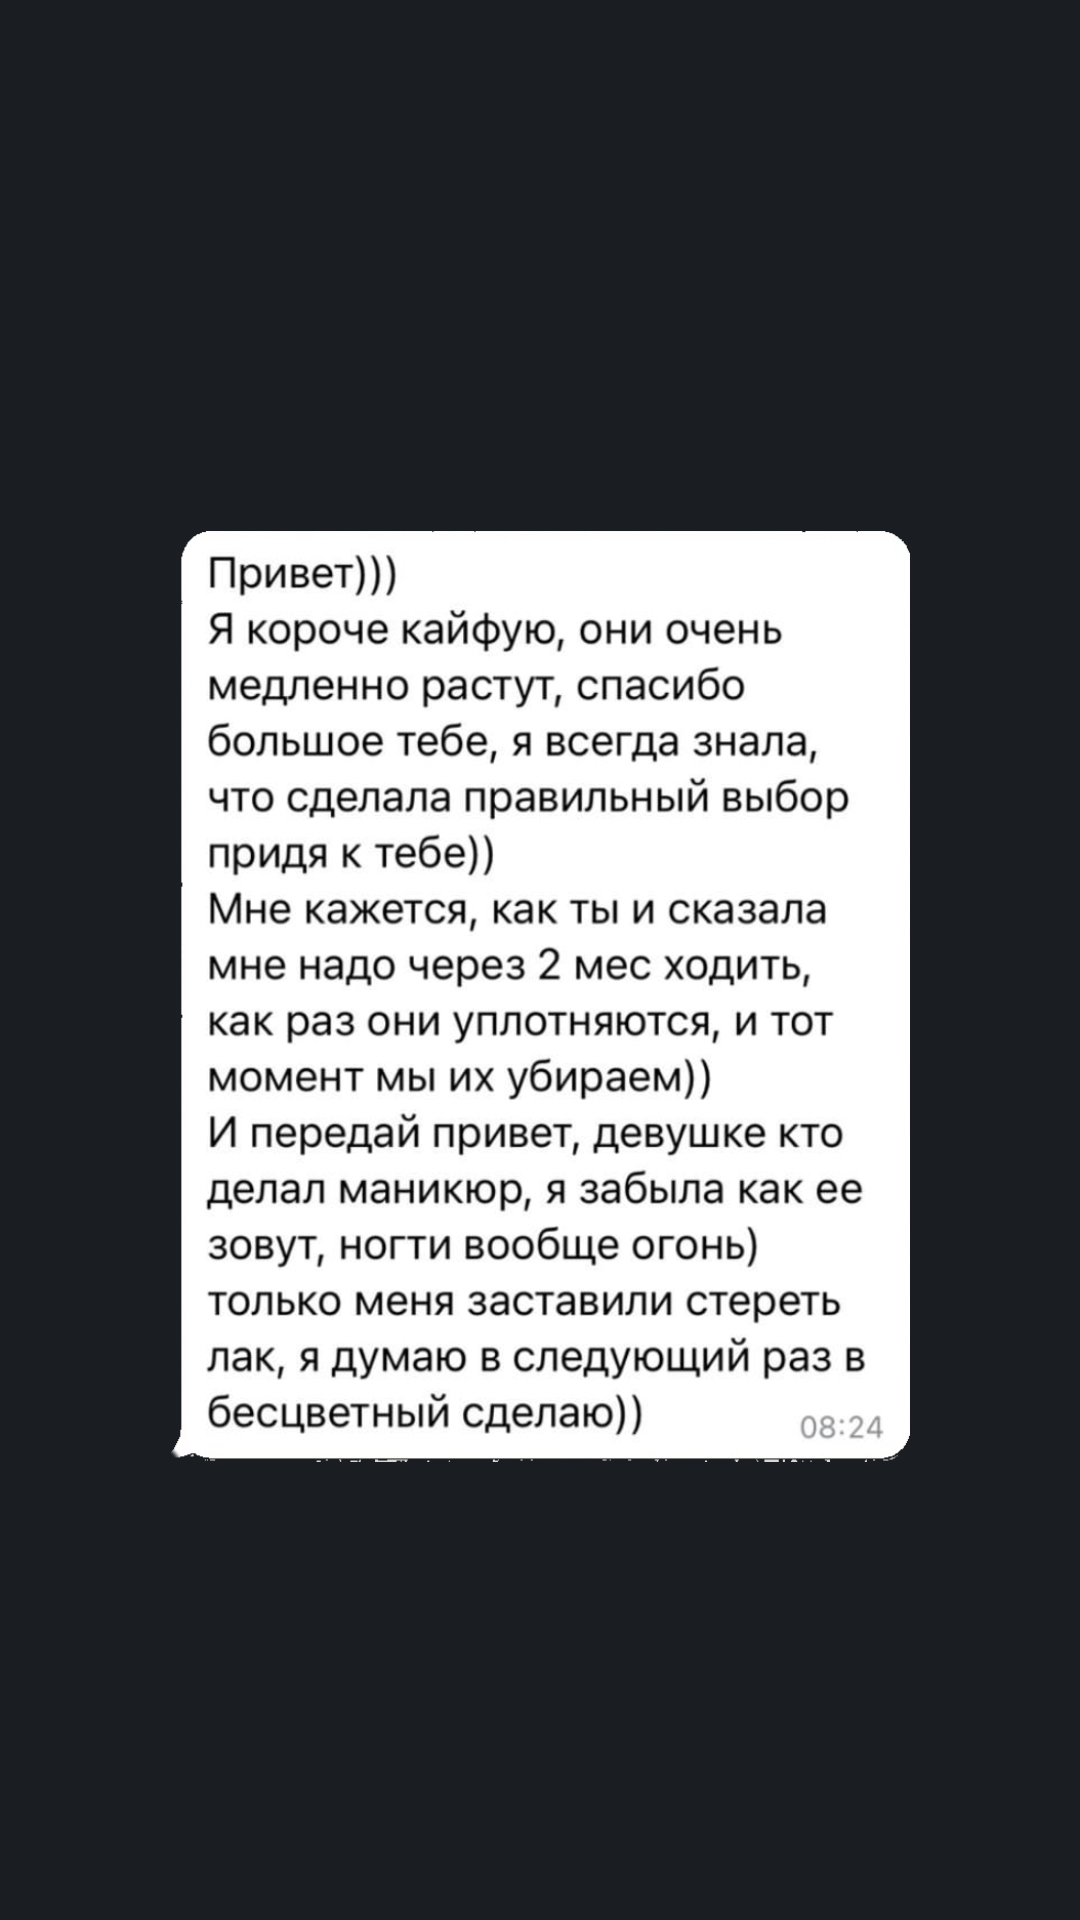 Привет)))
Я короче кайфую, они очень
медленно растут, спасибо
большое тебе, я всегда знала,
что сделала правильный выбор
придя к тебе))
Мне кажется, как ты и сказала
мне надо через 2 мес ходить,
как раз они уплотняются, и тот
момент мы их убираем))
И передай привет, девушке кто
делал маникюр, я забыла как ее
зовут, ногти вообще огонь)
только меня заставили стереть
лак, я думаю в следующий раз в
бесцветный сделаю))
08:24